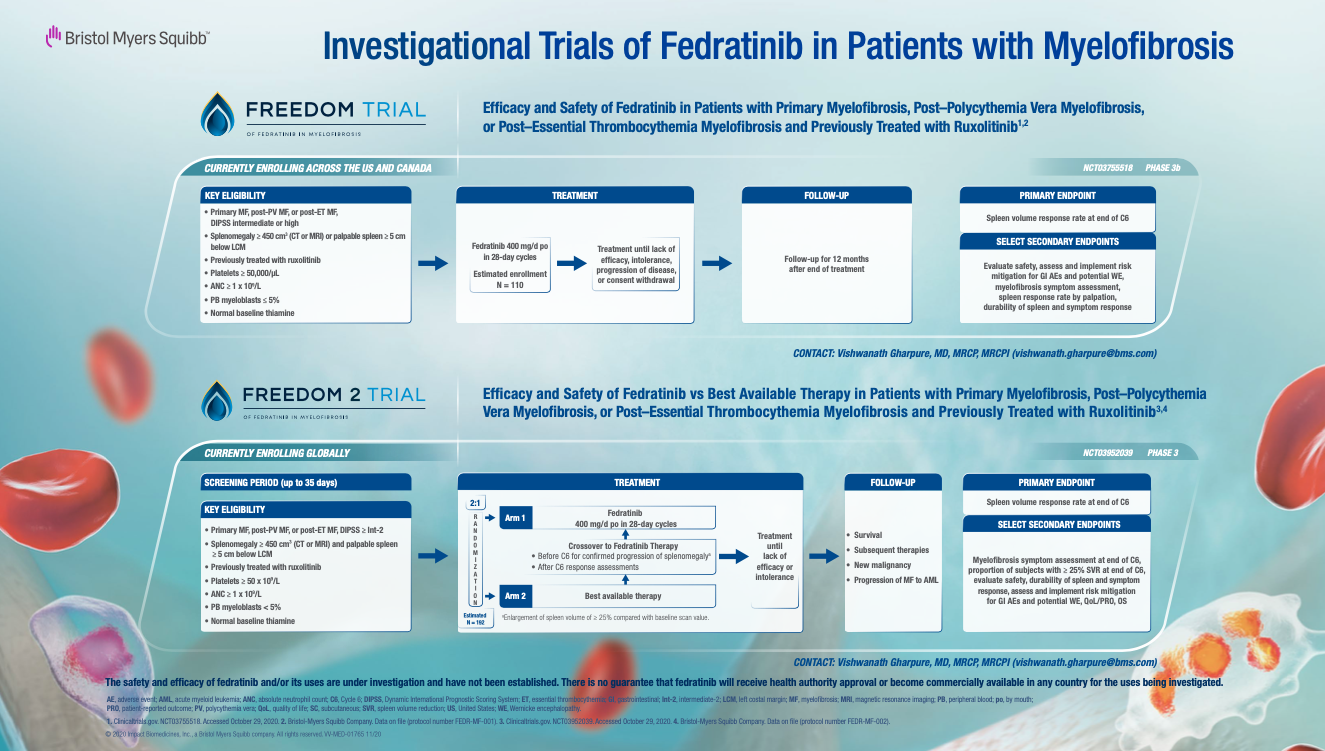 Bristol Myers Squibb™
Investigational Trials of Fedratinib in Patients with Myelofibrosis
FREEDOM TRIAL
OF FEDRATINIB IN MYELOFIBROSIS
Efficacy and Safety of Fedratinib in Patients with Primary Myelofibrosis, Post–Polycythemia Vera Myelofibrosis,
or Post–Essential Thrombocythemia Myelofibrosis and Previously Treated with Ruxolitinib1,2
CURRENTLY ENROLLING ACROSS THE US AND CANADA
NCT03755518 PHASE 3b
KEY ELIGIBILITY
• Primary MF, post-PV MF, or post-ET MF,
DIPSS intermediate or high
• Splenomegaly ≥ 450 cm3 (CT or MRI) or palpable spleen ≥ 5 cm
below LCM
• Previously treated with ruxolitinib
• Platelets ≥ 50,000/μL
• ANC ≥ 1 x 109/L
• PB myeloblasts ≤ 5%
• Normal baseline thiamine
TREATMENT
Fedratinib 400 mg/d po
in 28-day cycles
Estimated enrollment
N = 110
Treatment until lack of
efficacy, intolerance,
progression of disease,
or consent withdrawal
FOLLOW-UP
Follow-up for 12 months
after end of treatment
PRIMARY ENDPOINT
Spleen volume response rate at end of C6
SELECT SECONDARY ENDPOINTS
Evaluate safety, assess and implement risk
mitigation for GI AEs and potential WE,
myelofibrosis symptom assessment,
spleen response rate by palpation,
durability of spleen and symptom response
CONTACT: Vishwanath Gharpure, MD, MRCP, MRCPI (vishwanath.gharpure@bms.com)
FREEDOM 2 TRIAL
OF FEDRATINIB IN MYELOFIBROSIS
Efficacy and Safety of Fedratinib vs Best Available Therapy in Patients with Primary Myelofibrosis, Post–Polycythemia
Vera Myelofibrosis, or Post–Essential Thrombocythemia Myelofibrosis and Previously Treated with Ruxolitinib3,4
CURRENTLY ENROLLING GLOBALLY
NCT03952039 PHASE 3
SCREENING PERIOD (up to 35 days)
KEY ELIGIBILITY
• Primary MF, post-PV MF, or post-ET MF, DIPSS ≥ Int-2
• Splenomegaly ≥ 450 cm3 (CT or MRI) and palpable spleen
≥ 5 cm below LCM
• Previously treated with ruxolitinib
• Platelets ≥ 50 x 109/L
• ANC ≥ 1 x 109/L
• PB myeloblasts < 5%
• Normal baseline thiamine
TREATMENT
2:1
RANDOMIZATION
Estimated
N = 192
Arm 1
Fedratinib
400 mg/d po in 28-day cycles
Crossover to Fedratinib Therapy
• Before C6 for confirmed progression of splenomegalya
• After C6 response assessments
Arm 2
Best available therapy
aEnlargement of spleen volume of ≥ 25% compared with baseline scan value.
Treatment
until
lack of
efficacy or
intolerance
FOLLOW-UP
• Survival
• Subsequent therapies
• New malignancy
• Progression of MF to AML
PRIMARY ENDPOINT
Spleen volume response rate at end of C6
SELECT SECONDARY ENDPOINTS
Myelofibrosis symptom assessment at end of C6,
proportion of subjects with ≥ 25% SVR at end of C6,
evaluate safety, durability of spleen and symptom
response, assess and implement risk mitigation
for GI AEs and potential WE, QoL/PRO, OS
CONTACT: Vishwanath Gharpure, MD, MRCP, MRCPI (vishwanath.gharpure@bms.com)
The safety and efficacy of fedratinib and/or its uses are under investigation and have not been established. There is no guarantee that fedratinib will receive health authority approval or become commercially available in any country for the uses being investigated.
AE, adverse event; AML, acute myeloid leukemia; ANC, absolute neutrophil count; C6, Cycle 6; DIPSS, Dynamic International Prognostic Scoring System; ET, essential thrombocythemia; GI, gastrointestinal; Int-2, intermediate-2; LCM, left costal margin; MF, myelofibrosis; MRI, magnetic resonance imaging; PB, peripheral blood; po, by mouth;
PRO, patient-reported outcome; PV, polycythemia vera; QoL, quality of life; SC, subcutaneous; SVR, spleen volume reduction; US, United States; WE, Wernicke encephalopathy.
1. Clinicaltrials.gov. NCT03755518. Accessed October 29, 2020. 2. Bristol-Myers Squibb Company. Data on file (protocol number FEDR-MF-001). 3. Clinicaltrials.gov. NCT03952039. Accessed October 29, 2020. 4. Bristol-Myers Squibb Company. Data on file (protocol number FEDR-MF-002).
© 2020 Impact Biomedicines, Inc., a Bristol Myers Squibb company. All rights reserved. VV-MED-01765 11/20